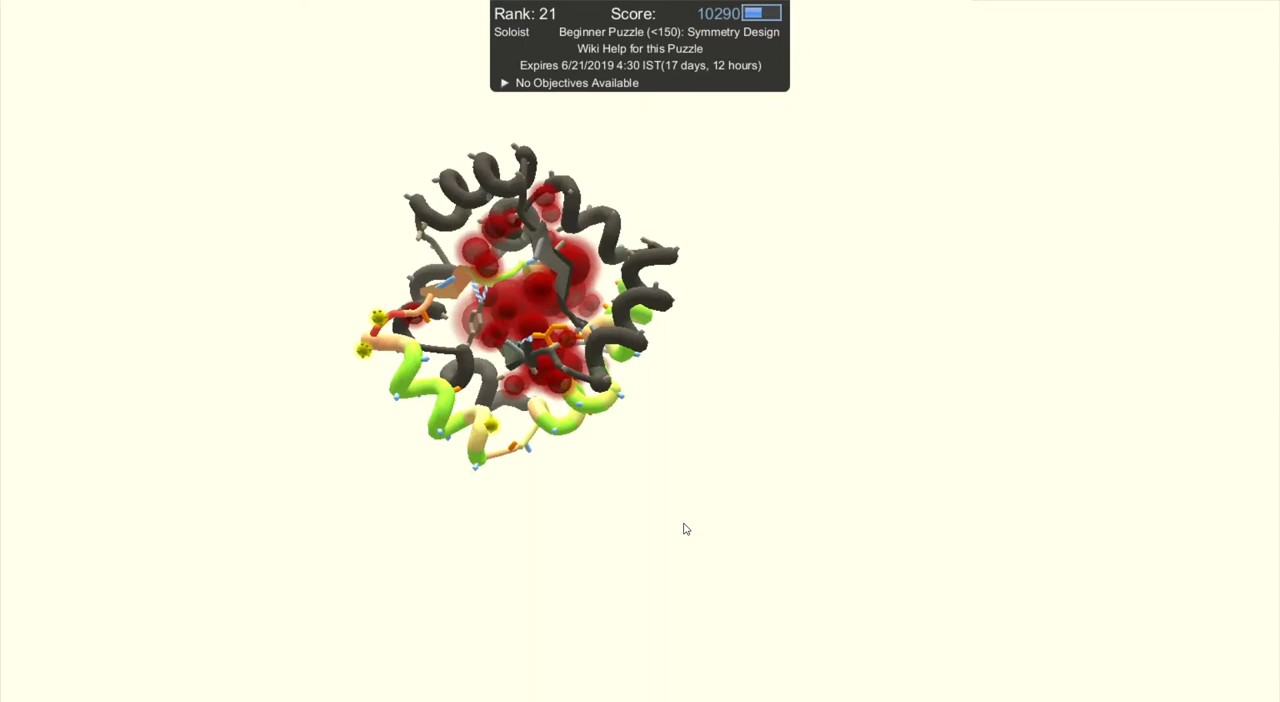 Rank: 21 Score: 10290
Soloist Beginner Puzzle (<150): Symmetry Design
Wiki Help for this Puzzle
Expires 6/21/2019 4:30 IST(17 days, 12 hours)
No Objectives Available